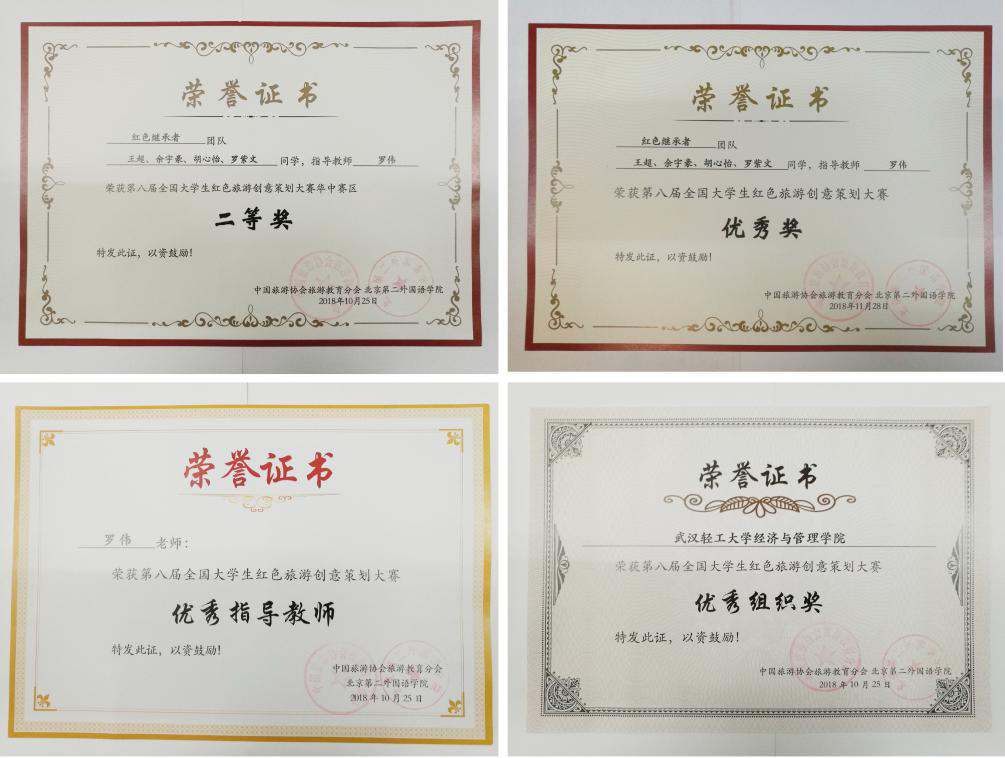 荣誉证书
红色继承者 团队
王超、余宇豪、胡心怡、罗紫文 同学，指导教师 罗伟
荣获第八届全国大学生红色旅游创意策划大赛华中赛区
二等奖
特发此证，以资鼓励！
中国旅游协会旅游教育分会 北京第二外国语学院
2018年10月25日
荣誉证书
红色继承者 团队
王超、余宇豪、胡心怡、罗紫文 同学，指导教师 罗伟
荣获第八届全国大学生红色旅游创意策划大赛
优秀奖
特发此证，以资鼓励！
中国旅游协会旅游教育分会 北京第二外国语学院
2018年11月28日
荣誉证书
罗伟 老师：
荣获第八届全国大学生红色旅游创意策划大赛
优秀指导教师
特发此证，以资鼓励！
中国旅游协会旅游教育分会
北京第二外国语学院
2018年10月25日
荣誉证书
武汉轻工大学经济与管理学院
荣获第八届全国大学生红色旅游创意策划大赛
优秀组织奖
特发此证，以资鼓励！
中国旅游协会旅游教育分会 北京第二外国语学院
2018年10月25日